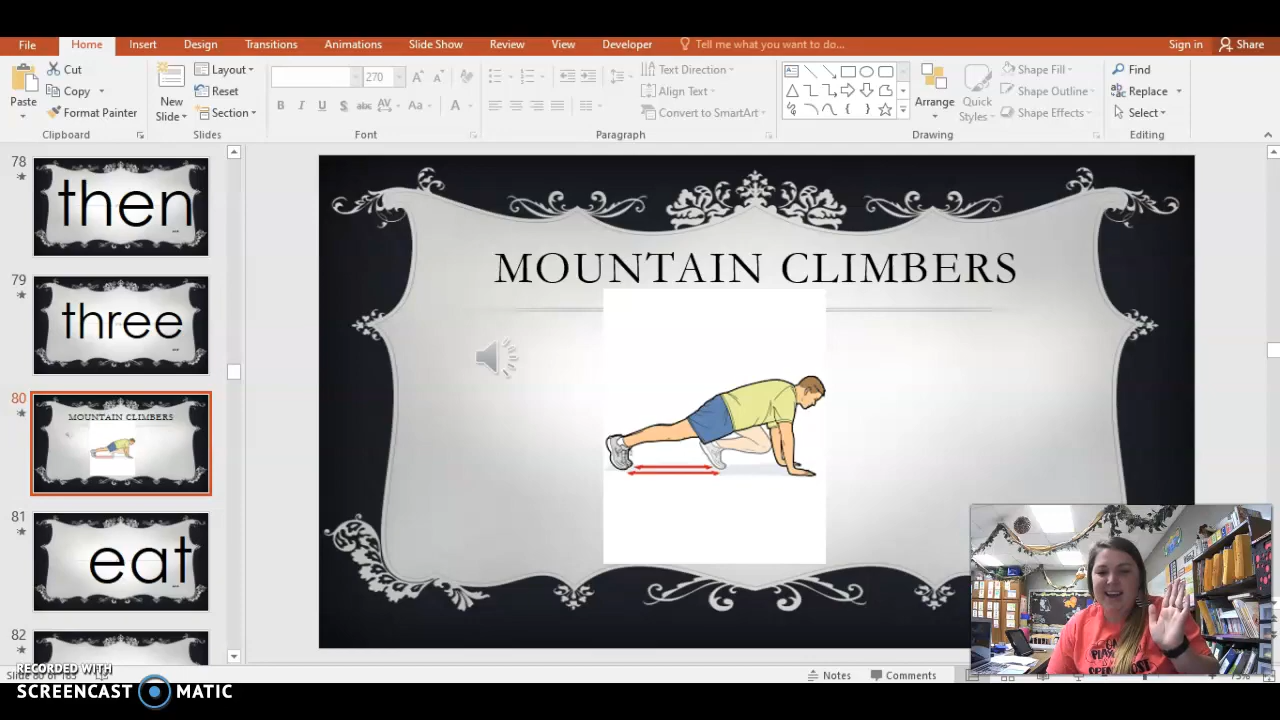 File Home Insert Design Transitions Animations Slide Show Review View Developer Tell me what you want to do... Sign in Share
Paste
Cut
Copy
Format Painter
Clipboard
New Slide
Layout
Reset
Section
Slides
270
B I U S abc AV Aa A
Font
Text Direction
Align Text
Convert to SmartArt
Paragraph
Arrange
Quick Styles
Shape Fill
Shape Outline
Shape Effects
Drawing
Find
Replace
Select
Editing
78
then
79
three
80
MOUNTAIN CLIMBERS
81
eat
82
MOUNTAIN CLIMBERS
Notes
Comments
RECORDED WITH
SCREENCAST MATIC